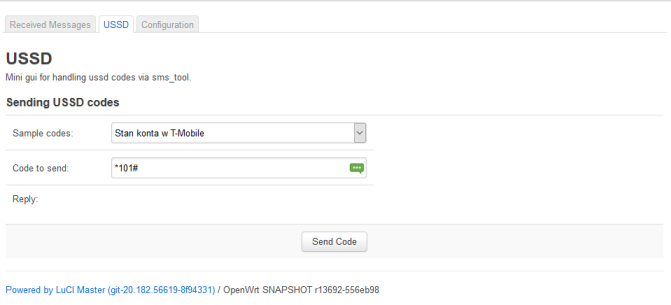 Received Messages USSD Configuration
USSD
Mini gui for handling ussd codes via sms_tool.
Sending USSD codes
Sample codes: Stan konta w T-Mobile
Code to send: *101#
Reply:
Send Code
Powered by LuCI Master (git-20.182.56619-8f94331) / OpenWrt SNAPSHOT r13692-556eb98